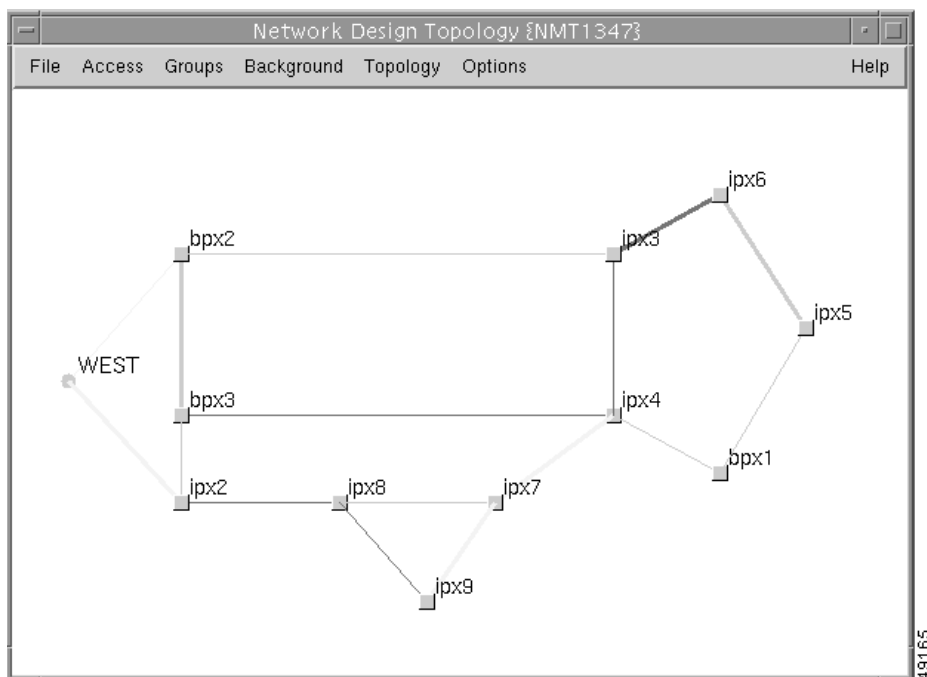 Network Design Topology {NMT1347}
File Access Groups Background Topology Options Help
ipx6
bpx2
ipx3
ipx5
WEST
bpx3
ipx4
bpx1
ipx2
ipx8
ipx7
ipx9
49165